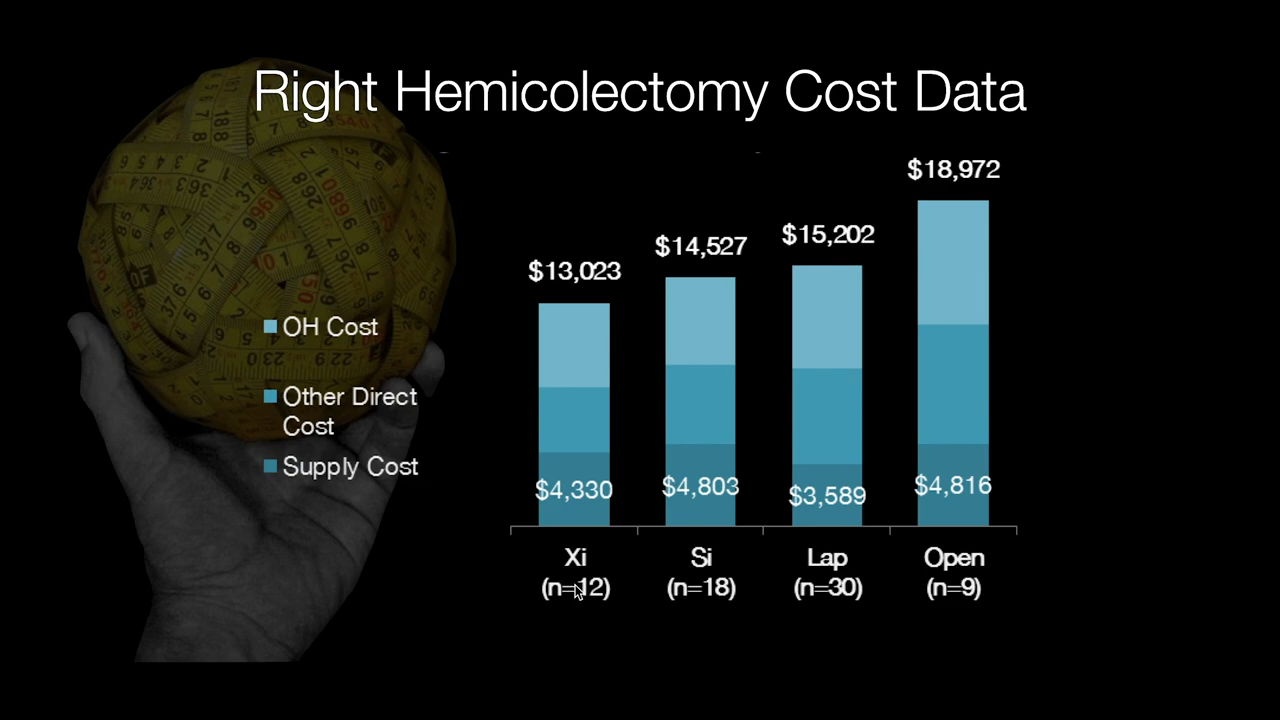 Right Hemicolectomy Cost Data
$18,972
$15,202
$14,527
$13,023
OH Cost
Other Direct
Cost
Supply Cost
$4,330
$4,803
$3,589
$4,816
Xi
(n=12)
Si
(n=18)
Lap
(n=30)
Open
(n=9)